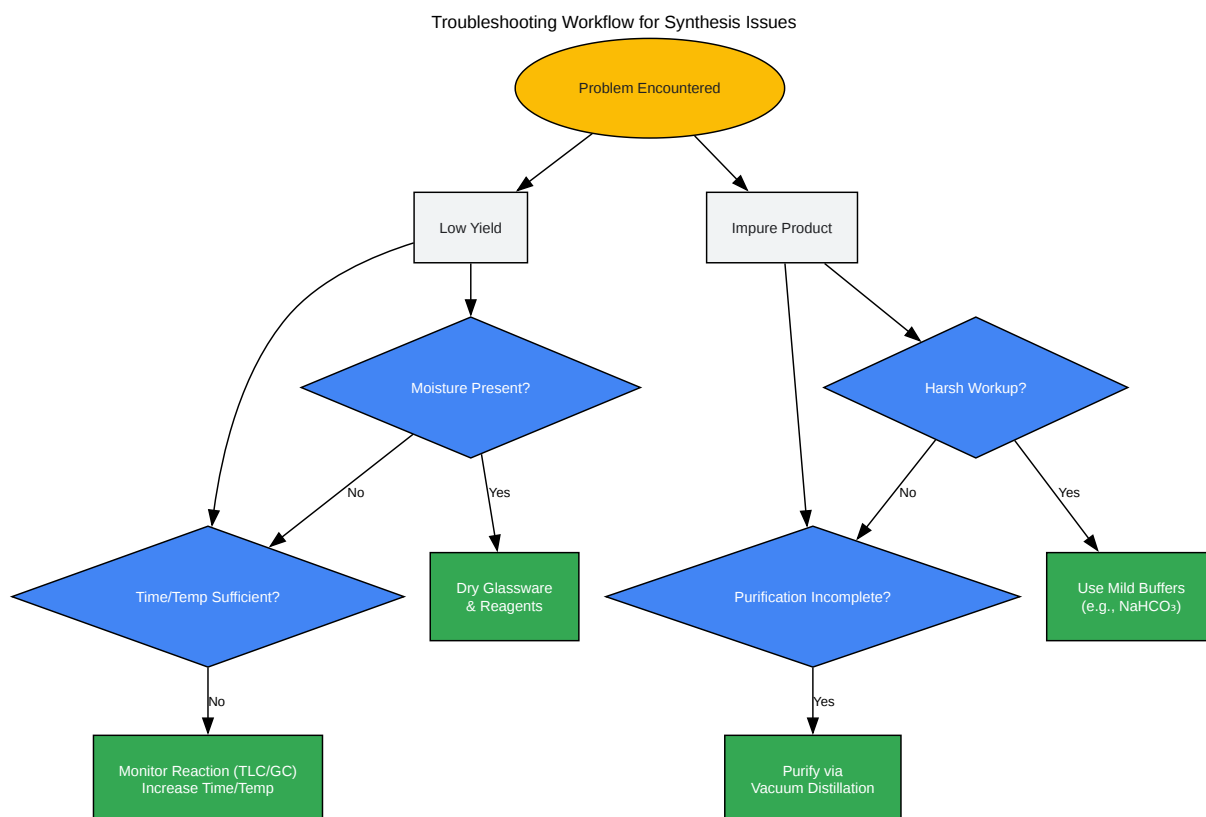 Troubleshooting Workflow for Synthesis Issues
Problem Encountered
Low Yield
Impure Product
Moisture Present?
Harsh Workup?
No
Yes
No
Yes
Time/Temp Sufficient?
Dry Glassware
& Reagents
Purification Incomplete?
Use Mild Buffers
(e.g., NaHCO₃)
No
Yes
Monitor Reaction (TLC/GC)
Increase Time/Temp
Purify via
Vacuum Distillation